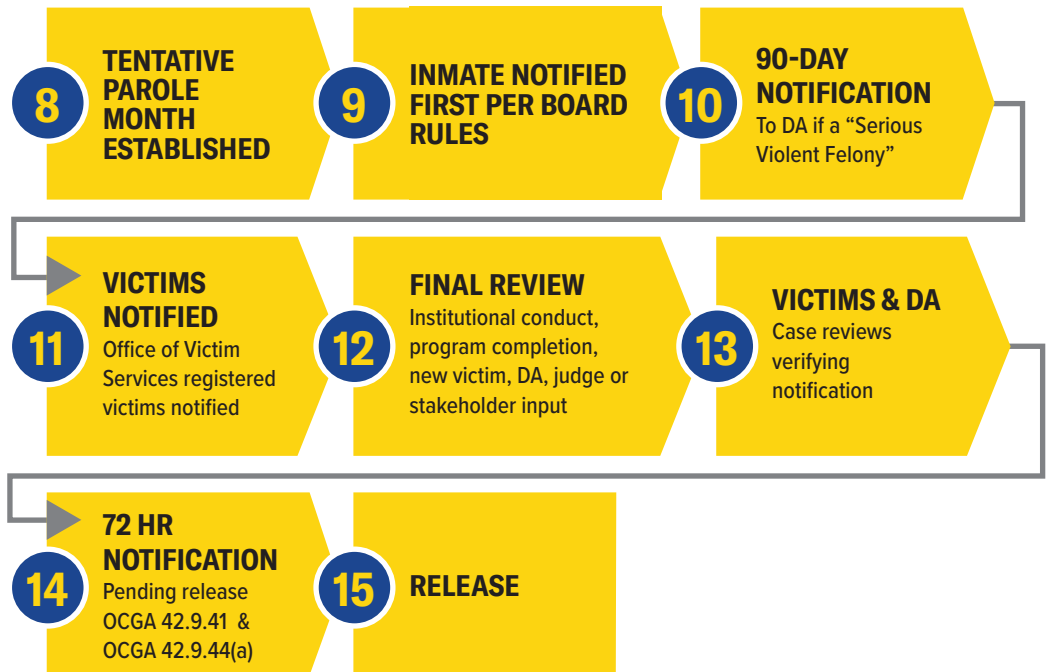 8
TENTATIVE
PAROLE
MONTH
ESTABLISHED
9
INMATE NOTIFIED
FIRST PER BOARD
RULES
10
90-DAY
NOTIFICATION
To DA if a “Serious
Violent Felony”
11
VICTIMS
NOTIFIED
Office of Victim
Services registered
victims notified
12
FINAL REVIEW
Institutional conduct,
program completion,
new victim, DA, judge or
stakeholder input
13
VICTIMS & DA
Case reviews
verifying
notification
14
72 HR
NOTIFICATION
Pending release
OCGA 42.9.41 &
OCGA 42.9.44(a)
15
RELEASE